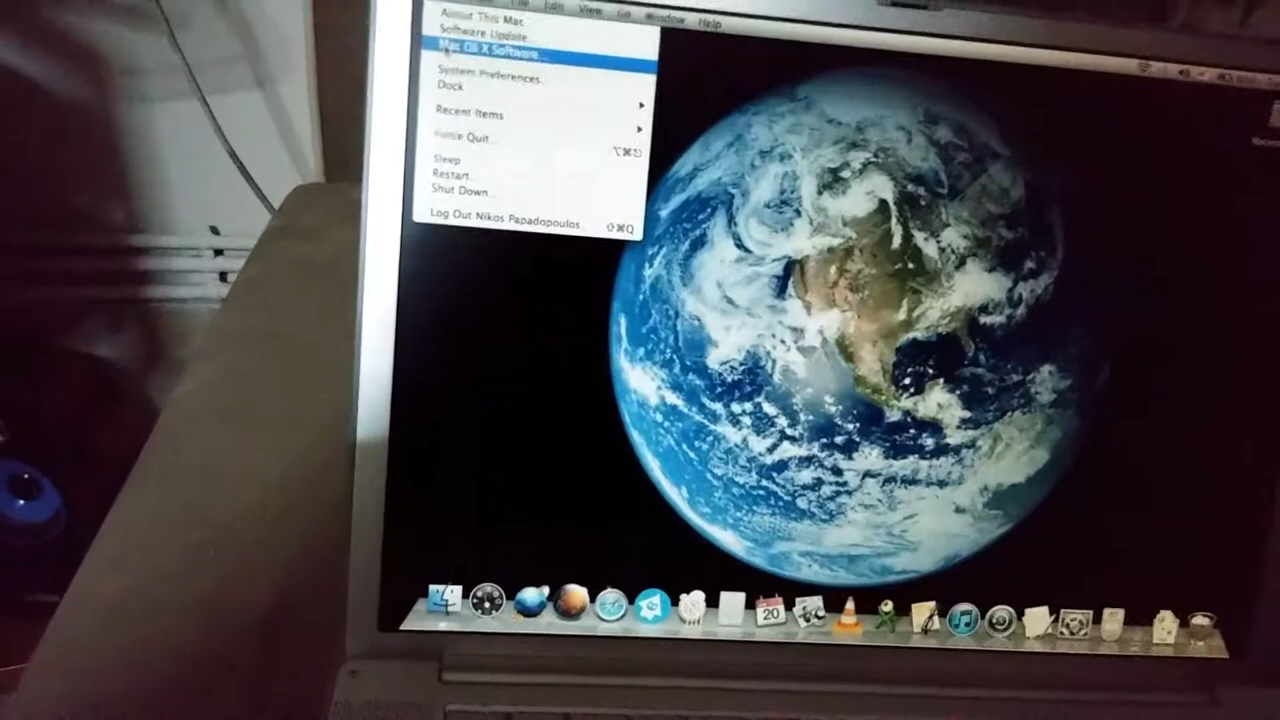 File Edit View Go Window Help
About This Mac
Software Update...
Mac OS X Software...
System Preferences...
Dock
Recent Items
Force Quit... ⌥⌘⎋
Sleep
Restart...
Shut Down...
Log Out Nikos Papadopoulos... ⇧⌘Q
20